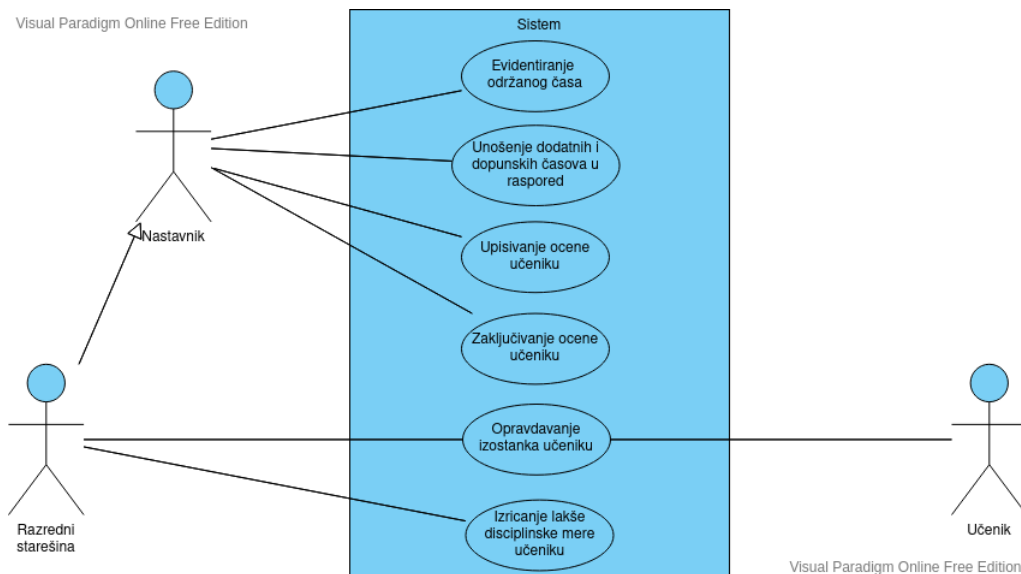 Visual Paradigm Online Free Edition
Sistem
Evidentiranje
održanog časa
Unošenje dodatnih i
dopunskih časova u
raspored
Nastavnik
Upisivanje ocene
učeniku
Zaključivanje ocene
učeniku
Opravdavanje
izostanka učeniku
Razredni
starešina
Izricanje lakše
disciplinske mere
učeniku
Učenik
Visual Paradigm Online Free Edition